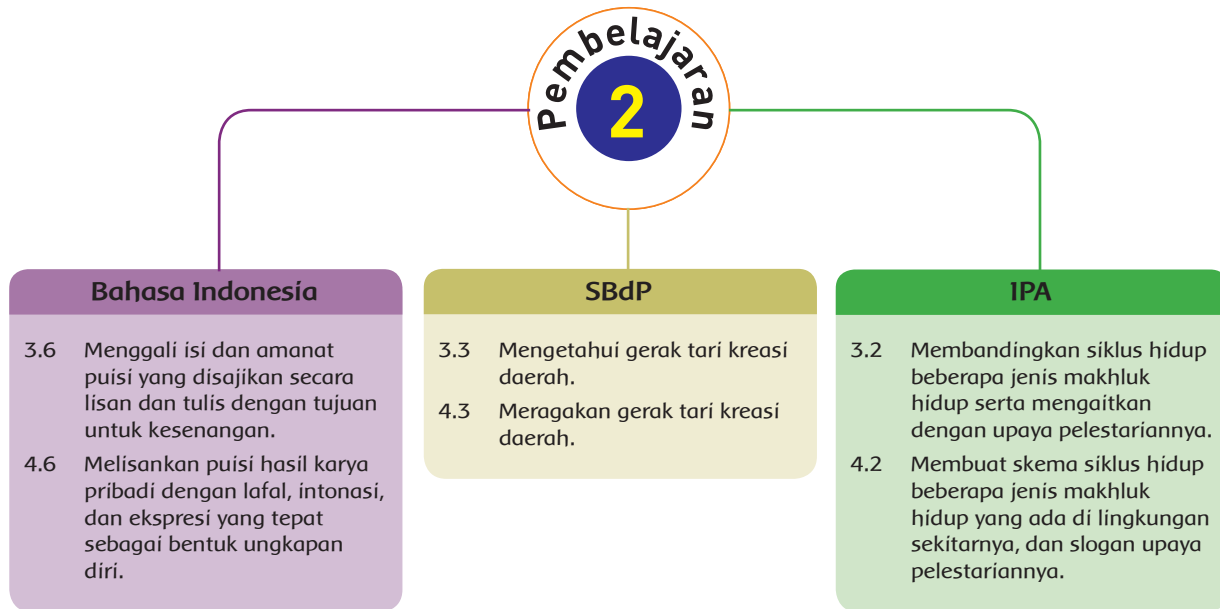 Pembelajaran
2
Bahasa Indonesia
3.6 Menggali isi dan amanat
puisi yang disajikan secara
lisan dan tulis dengan tujuan
untuk kesenangan.
4.6 Melisankan puisi hasil karya
pribadi dengan lafal, intonasi,
dan ekspresi yang tepat
sebagai bentuk ungkapan
diri.
SBdP
3.3 Mengetahui gerak tari kreasi
daerah.
4.3 Meragakan gerak tari kreasi
daerah.
IPA
3.2 Membandingkan siklus hidup
beberapa jenis makhluk
hidup serta mengaitkan
dengan upaya pelestariannya.
4.2 Membuat skema siklus hidup
beberapa jenis makhluk
hidup yang ada di lingkungan
sekitarnya, dan slogan upaya
pelestariannya.